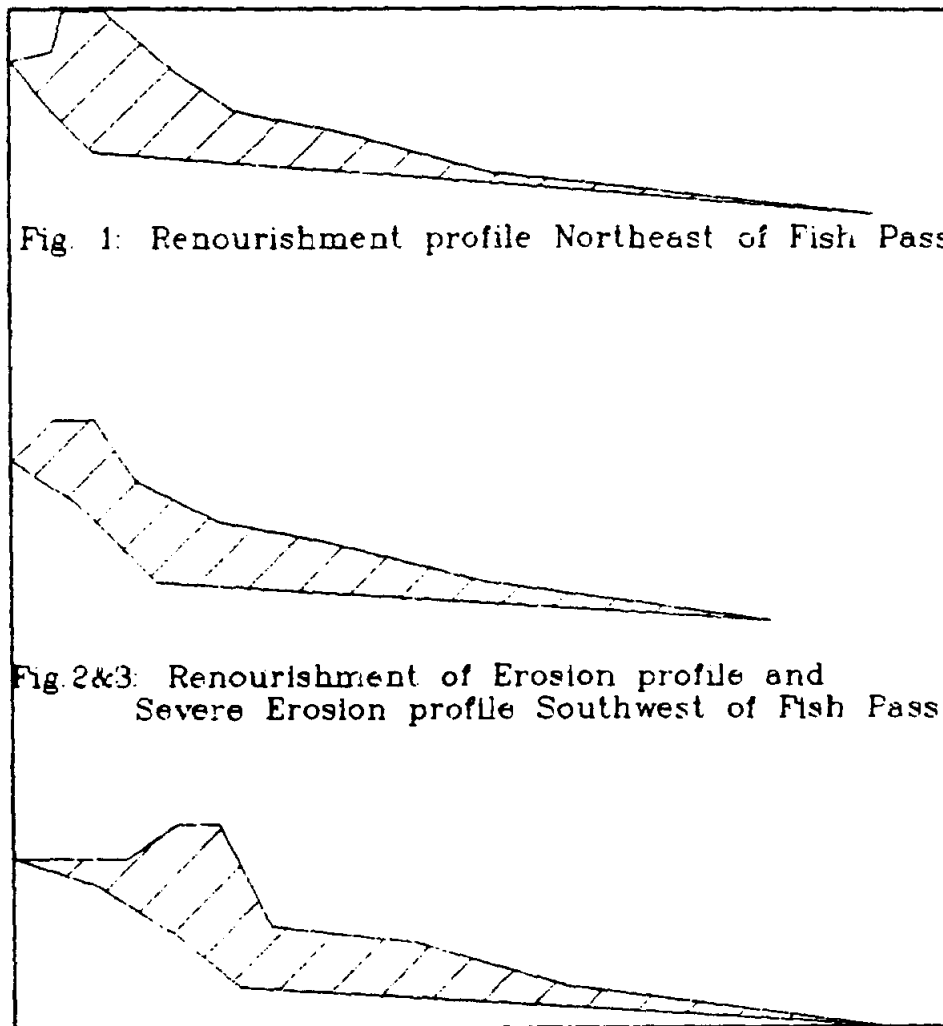 Fig. 1: Renourishment profile Northeast of Fish Pass
Fig.2&3: Renourishment of Erosion profile and
Severe Erosion profile Southwest of Fish Pass